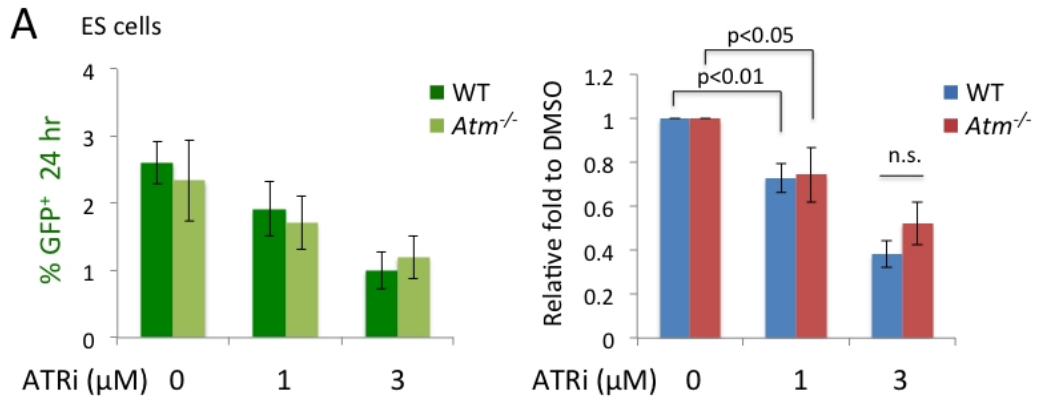 A
ES cells
% GFP⁺ 24 hr
4
3
2
1
0
WT
Atm⁻/⁻
ATRi (μM) 0 1 3
Relative fold to DMSO
1.2
1
0.8
0.6
0.4
0.2
0
p<0.05
p<0.01
n.s.
WT
Atm⁻/⁻
ATRi (μM) 0 1 3